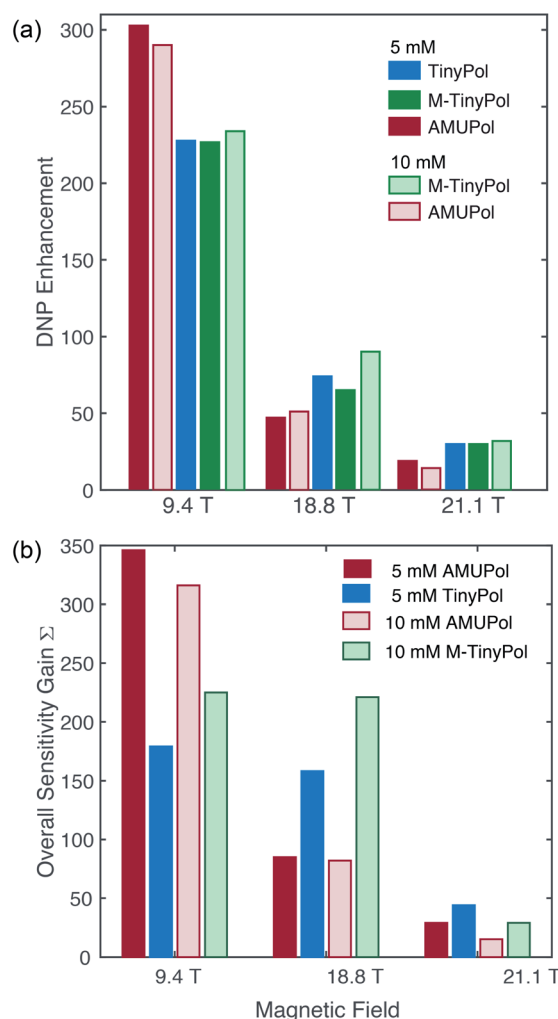 (a)
DNP Enhancement
300
250
200
150
100
50
0
5 mM
TinyPol
M-TinyPol
AMUPol
10 mM
M-TinyPol
AMUPol
9.4 T
18.8 T
21.1 T
(b)
Overall Sensitivity Gain Σ
350
300
250
200
150
100
50
0
5 mM AMUPol
5 mM TinyPol
10 mM AMUPol
10 mM M-TinyPol
9.4 T
18.8 T
21.1 T
Magnetic Field